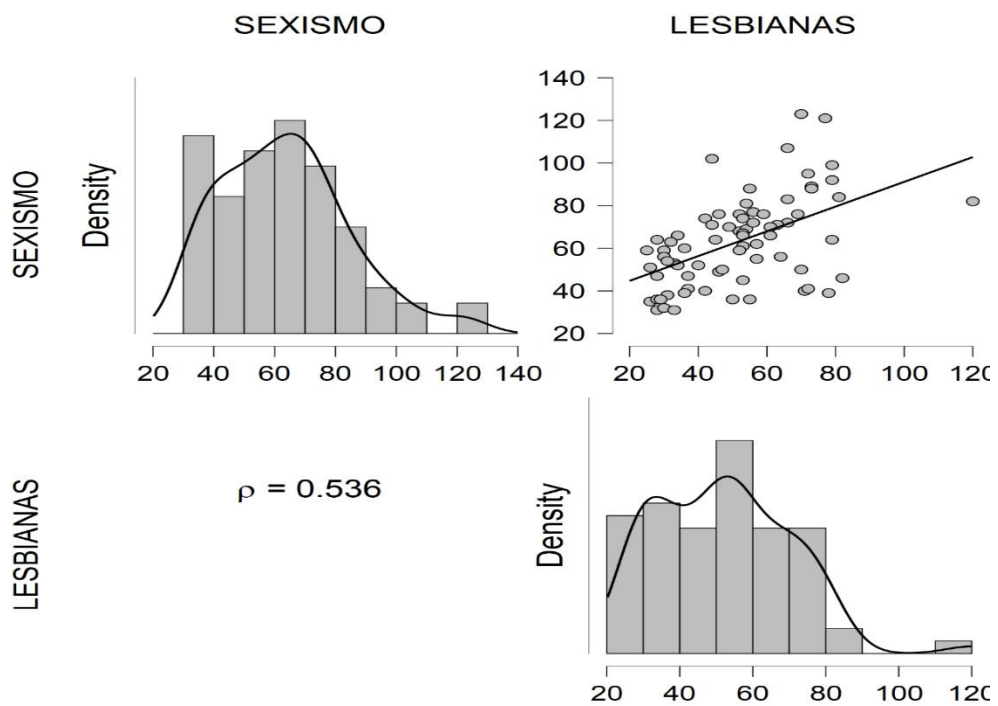 SEXISMO
LESBIANAS
SEXISMO
Density
20 40 60 80 100 120 140
140
120
100
80
60
40
20
20 40 60 80 100 120
LESBIANAS
ρ = 0.536
Density
20 40 60 80 100 120